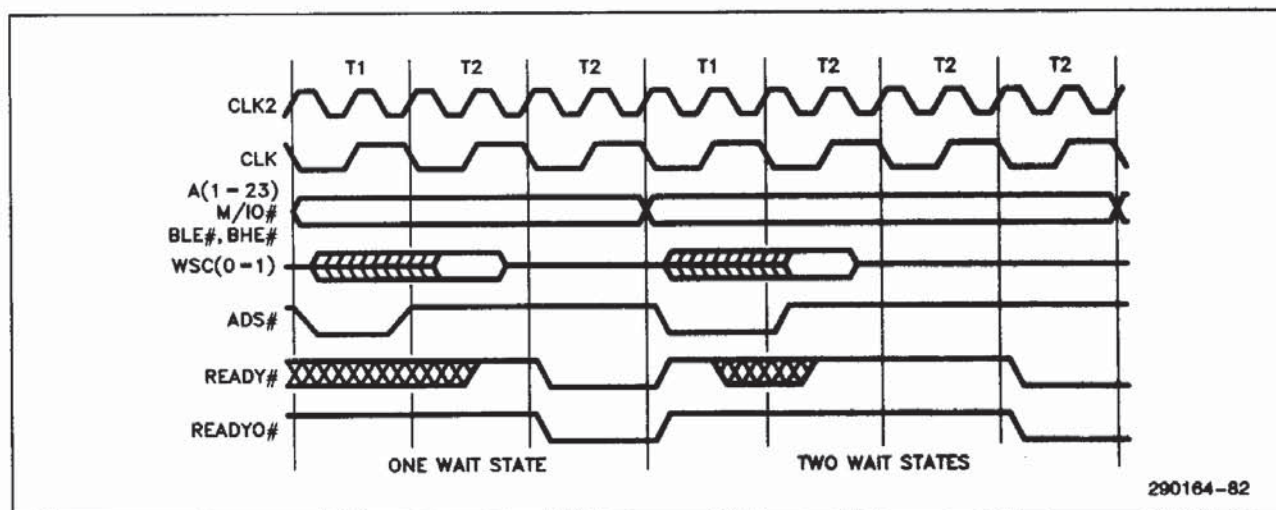 T1 T2 T2 T1 T2 T2 T2
CLK2
CLK
A(1-23)
M/IO#
BLE#, BHE#
WSC(0-1)
ADS#
READY#
READYO#
ONE WAIT STATE TWO WAIT STATES
290164-82